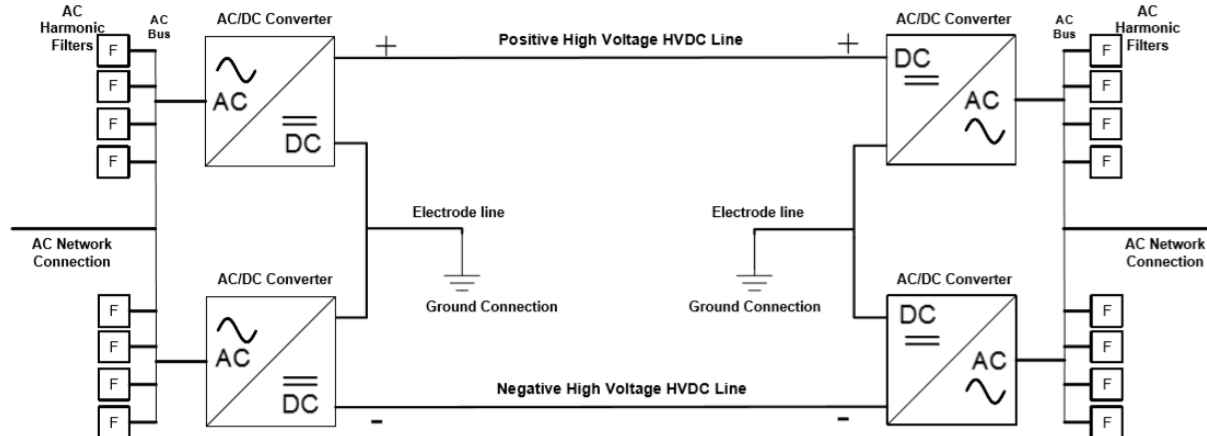 AC
Harmonic
Filters
AC
Bus
AC/DC Converter
AC/DC Converter
AC
Bus
AC
Harmonic
Filters
+
Positive High Voltage HVDC Line
+
F
F
F
F
AC
DC
DC
AC
F
F
F
F
Electrode line
Electrode line
AC Network
Connection
AC Network
Connection
AC/DC Converter
AC/DC Converter
Ground Connection
Ground Connection
F
F
F
F
AC
DC
DC
AC
F
F
F
F
-
Negative High Voltage HVDC Line
-